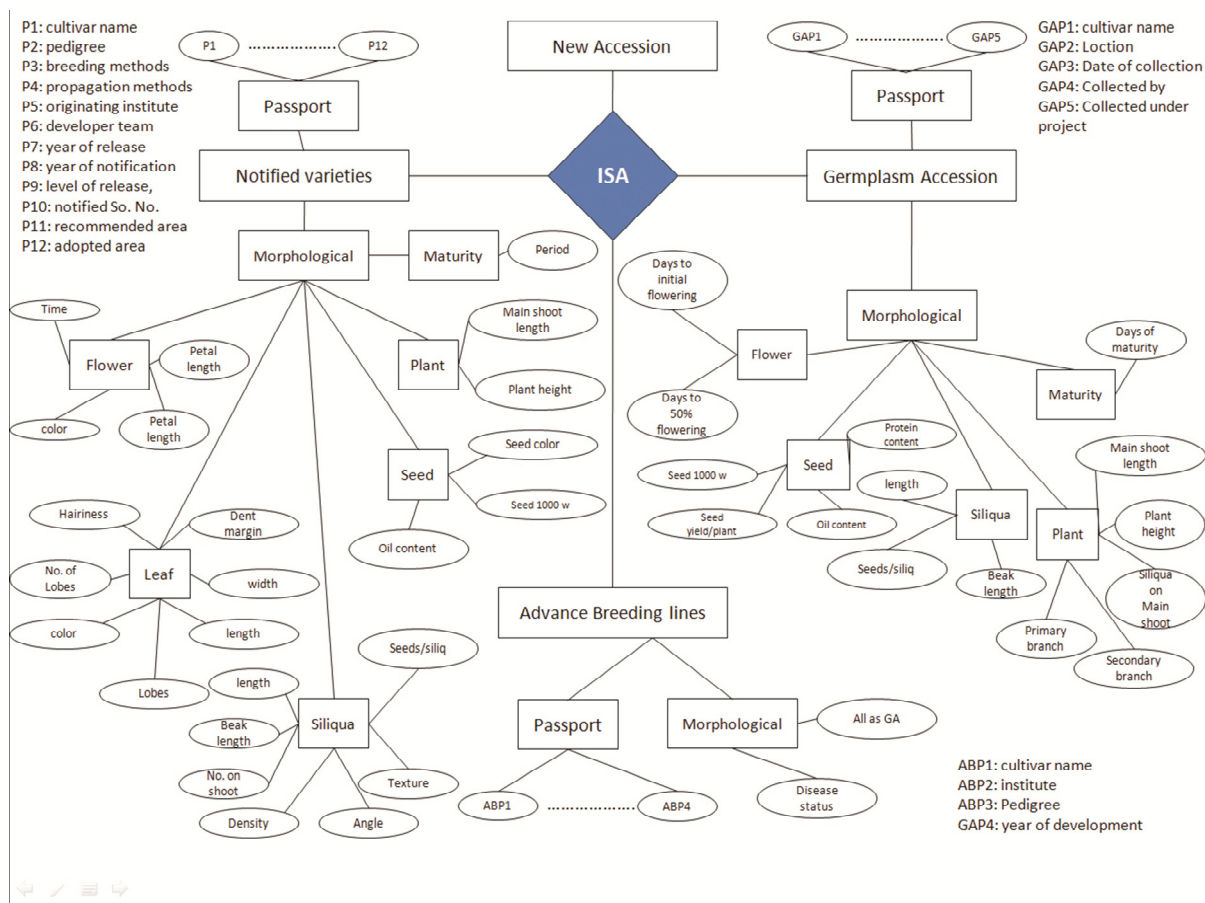 P1: cultivar name
P2: pedigree
P3: breeding methods
P4: propagation methods
P5: originating institute
P6: developer team
P7: year of release
P8: year of notification
P9: level of release,
P10: notified So. No.
P11: recommended area
P12: adopted area
P1 .................. P12
Passport
Notified varieties
New Accession
ISA
GAP1 .................. GAP5
Passport
Germplasm Accession
GAP1: cultivar name
GAP2: Loction
GAP3: Date of collection
GAP4: Collected by
GAP5: Collected under
project
Morphological
Maturity
Period
Time
Flower
Petal
length
color
Petal
length
Plant
Main shoot
length
Plant height
Seed
Seed color
Seed 1000 w
Oil content
Hairiness
Dent
margin
No. of
Lobes
Leaf
width
color
length
Lobes
Seeds/siliq
length
Beak
length
Siliqua
No. on
shoot
Texture
Density
Angle
Days to
initial
flowering
Flower
Days to
50%
flowering
Morphological
Days of
maturity
Maturity
Protein
content
Seed 1000 w
Seed
Seed
yield/plant
Oil content
length
Siliqua
Seeds/siliq
Beak
length
Main shoot
length
Plant
Plant
height
Siliqua
on
Main
shoot
Primary
branch
Secondary
branch
Advance Breeding lines
Passport
Morphological
All as GA
ABP1 .................. ABP4
Disease
status
ABP1: cultivar name
ABP2: institute
ABP3: Pedigree
GAP4: year of development